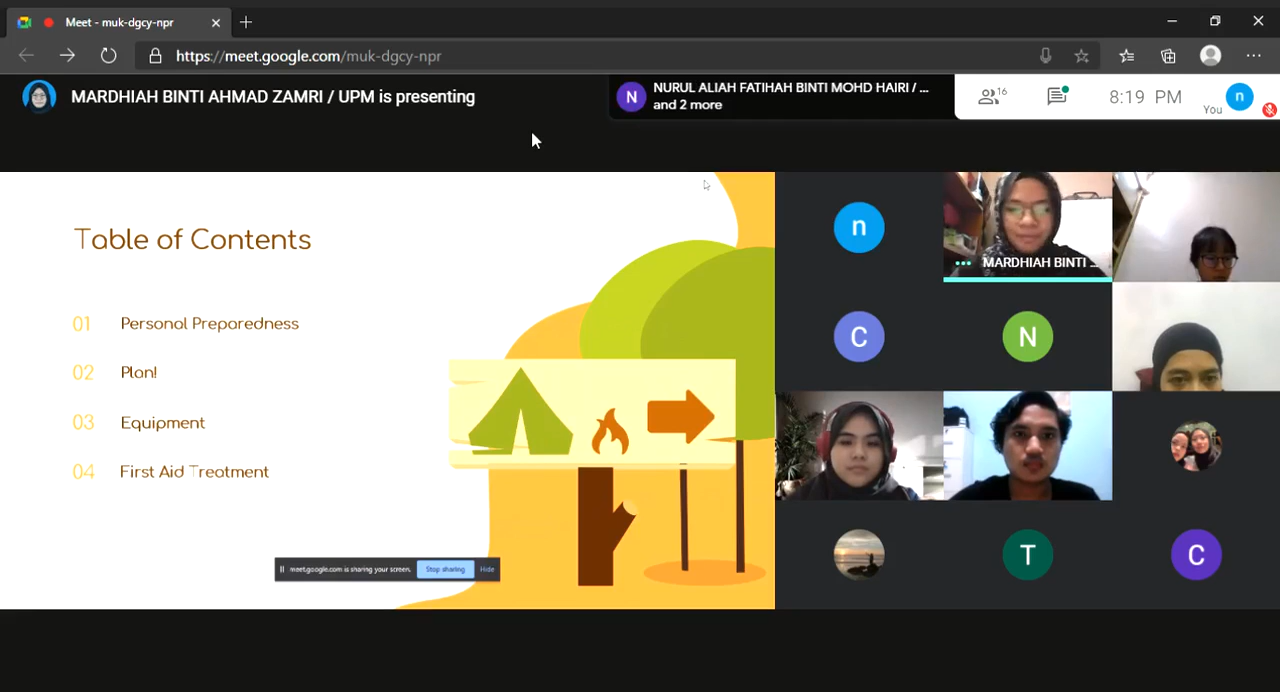 Meet - muk-dgcy-npr
https://meet.google.com/muk-dgcy-npr
MARDHIAH BINTI AHMAD ZAMRI / UPM is presenting
N
NURUL ALIAH FATIHAH BINTI MOHD HAIRI / ...
and 2 more
16
8:19 PM
You
n
Table of Contents
01 Personal Preparedness
02 Plan!
03 Equipment
04 First Aid Treatment
meet.google.com is sharing your screen. Stop sharing Hide
n
MARDHIAH BINTI ...
C
N
T
C